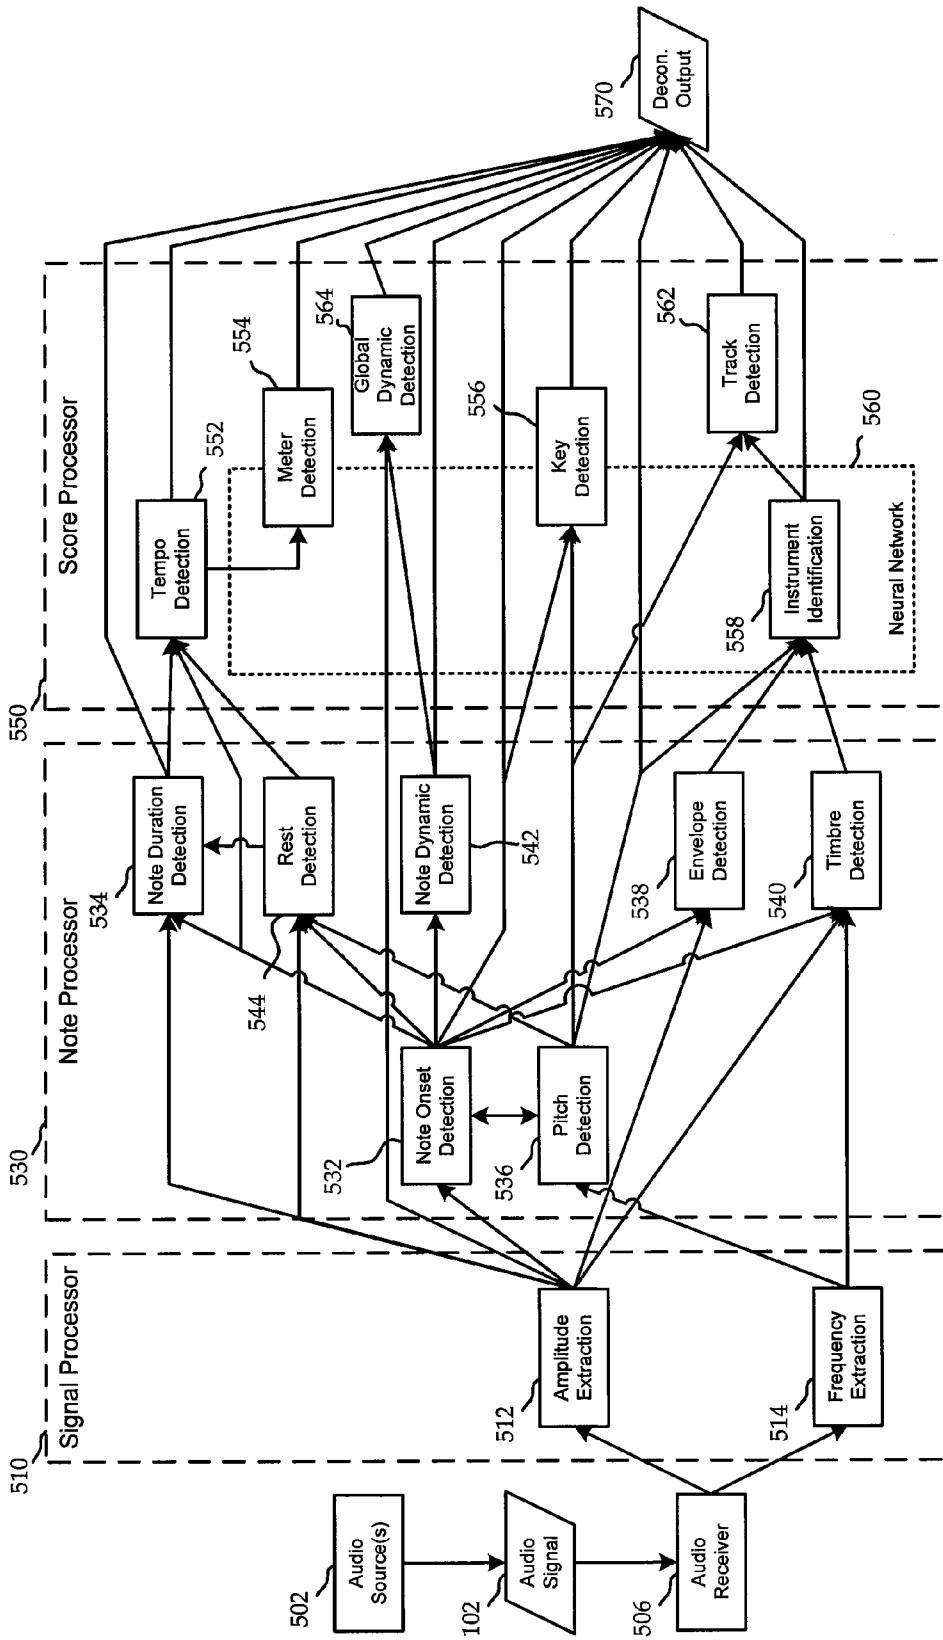 502
Audio
Source(s)
102
Audio
Signal
506
Audio
Receiver
510
Signal Processor
512
Amplitude
Extraction
514
Frequency
Extraction
530
Note Processor
534
Note Duration
Detection
544
Rest
Detection
532
Note Onset
Detection
536
Pitch
Detection
Note Dynamic
Detection
542
538
Envelope
Detection
540
Timbre
Detection
550
Score Processor
552
Tempo
Detection
554
Meter
Detection
564
Global
Dynamic
Detection
556
Key
Detection
562
Track
Detection
560
558
Instrument
Identification
Neural Network
570
Decon.
Output